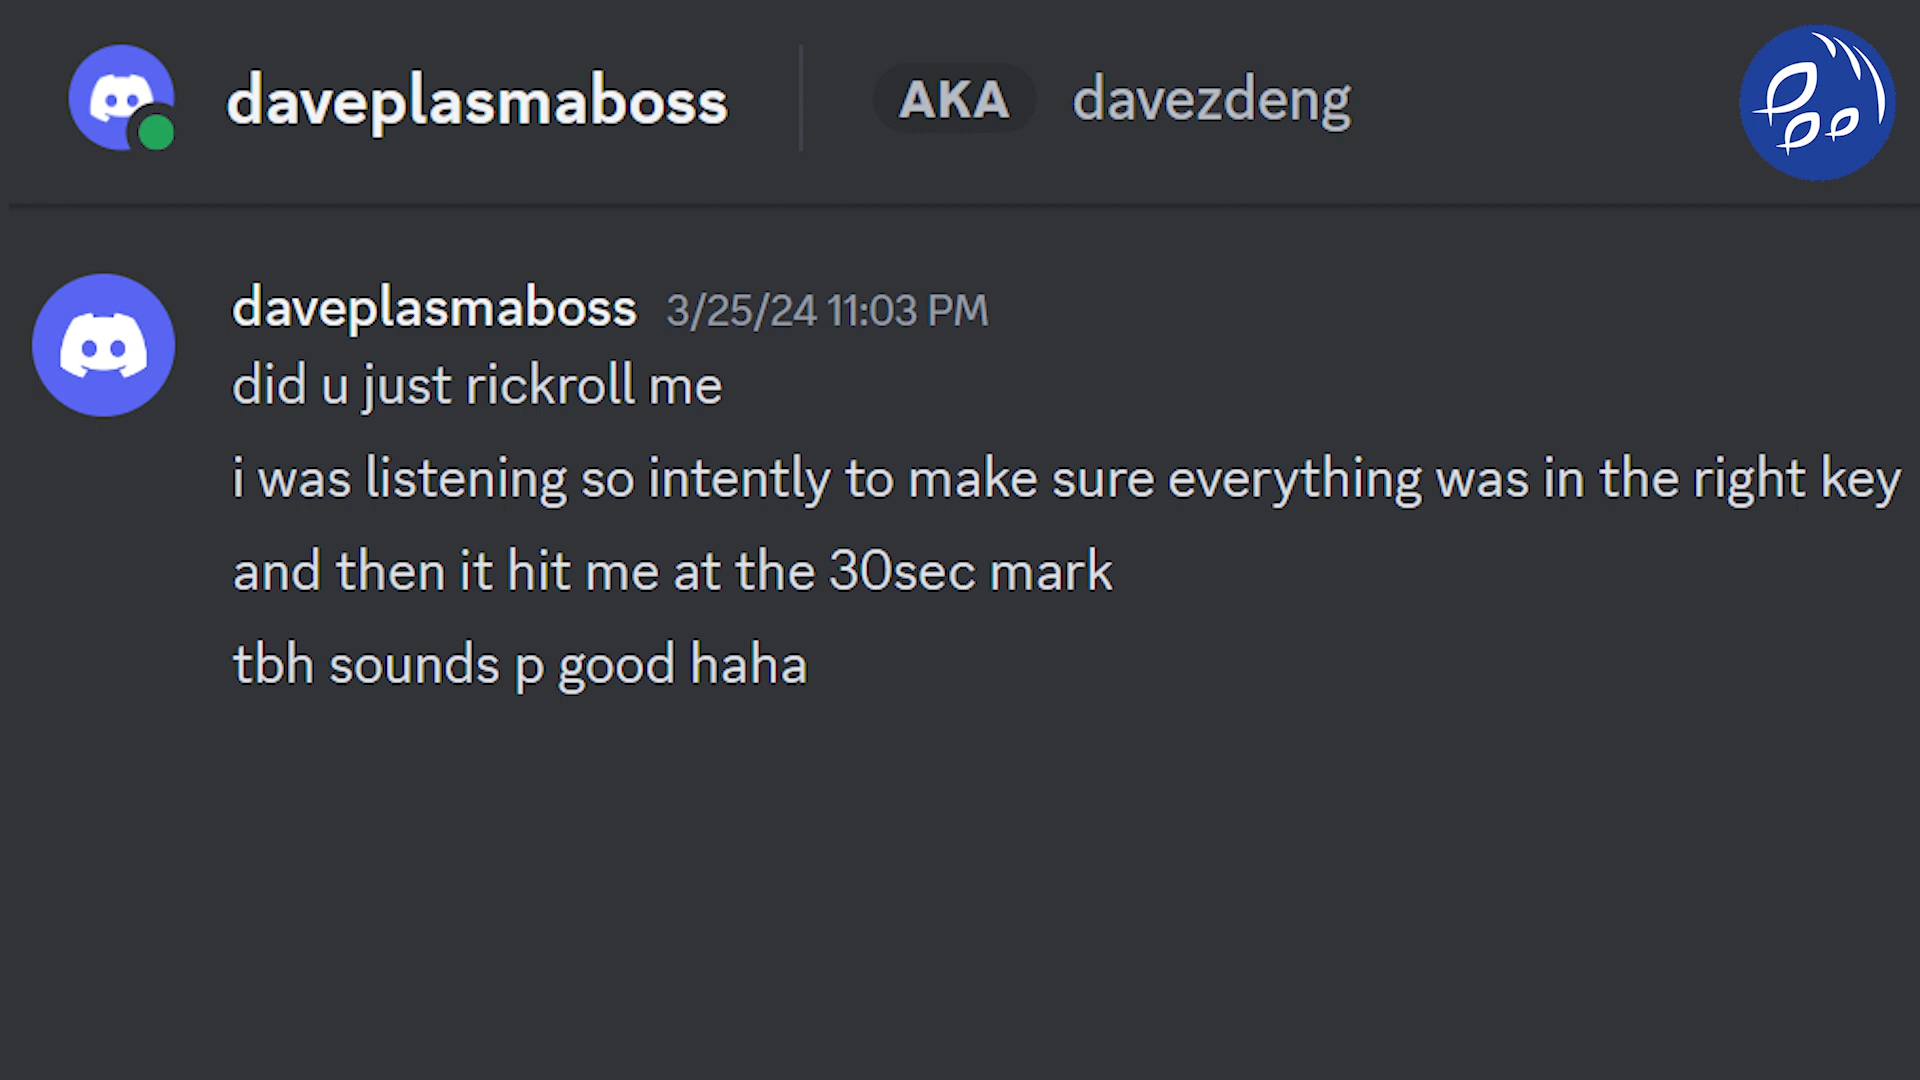 daveplasmaboss AKA davezdeng
daveplasmaboss 3/25/24 11:03 PM
did u just rickroll me
i was listening so intently to make sure everything was in the right key
and then it hit me at the 30sec mark
tbh sounds p good haha